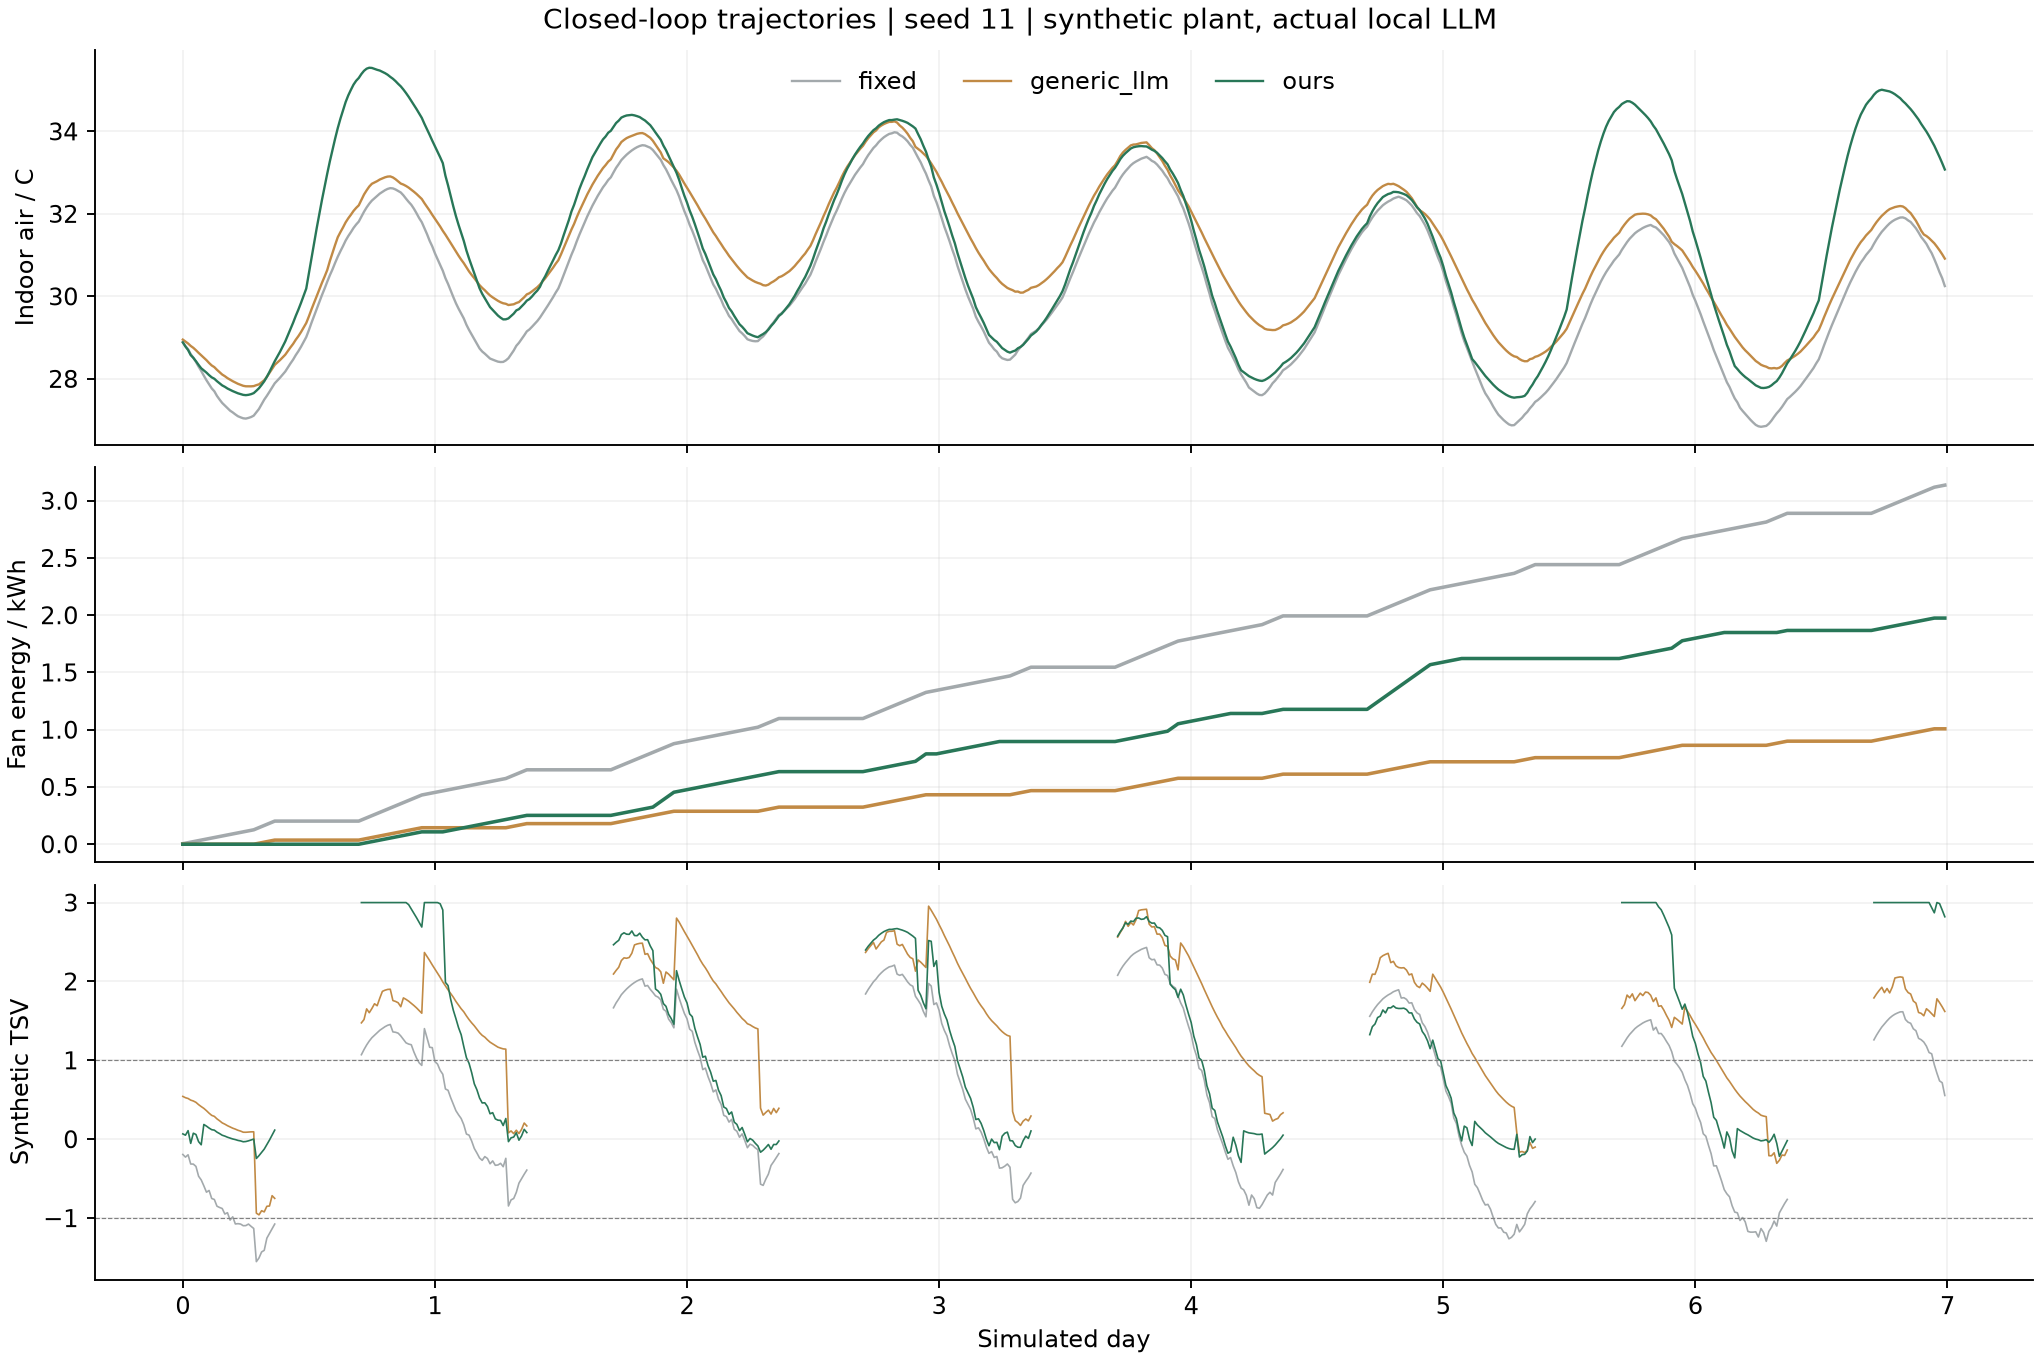 Closed-loop trajectories | seed 11 | synthetic plant, actual local LLM
fixed generic_llm ours
Indoor air / C
34
32
30
28
Fan energy / kWh
3.0
2.5
2.0
1.5
1.0
0.5
0.0
Synthetic TSV
3
2
1
0
−1
0 1 2 3 4 5 6 7
Simulated day